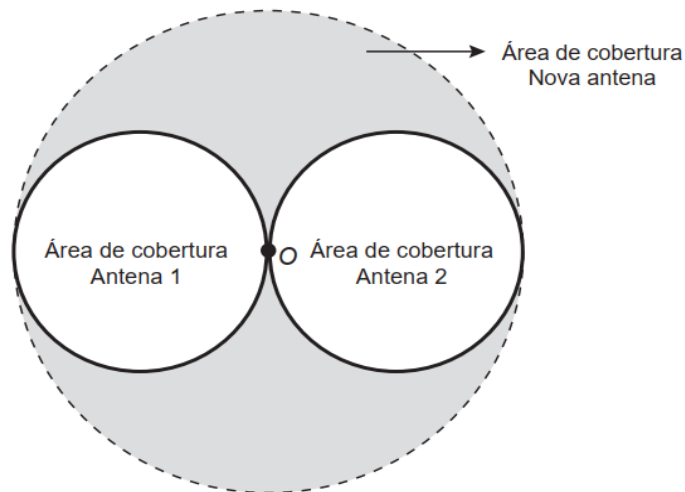 Área de cobertura
Nova antena
Área de cobertura
Antena 1
O
Área de cobertura
Antena 2